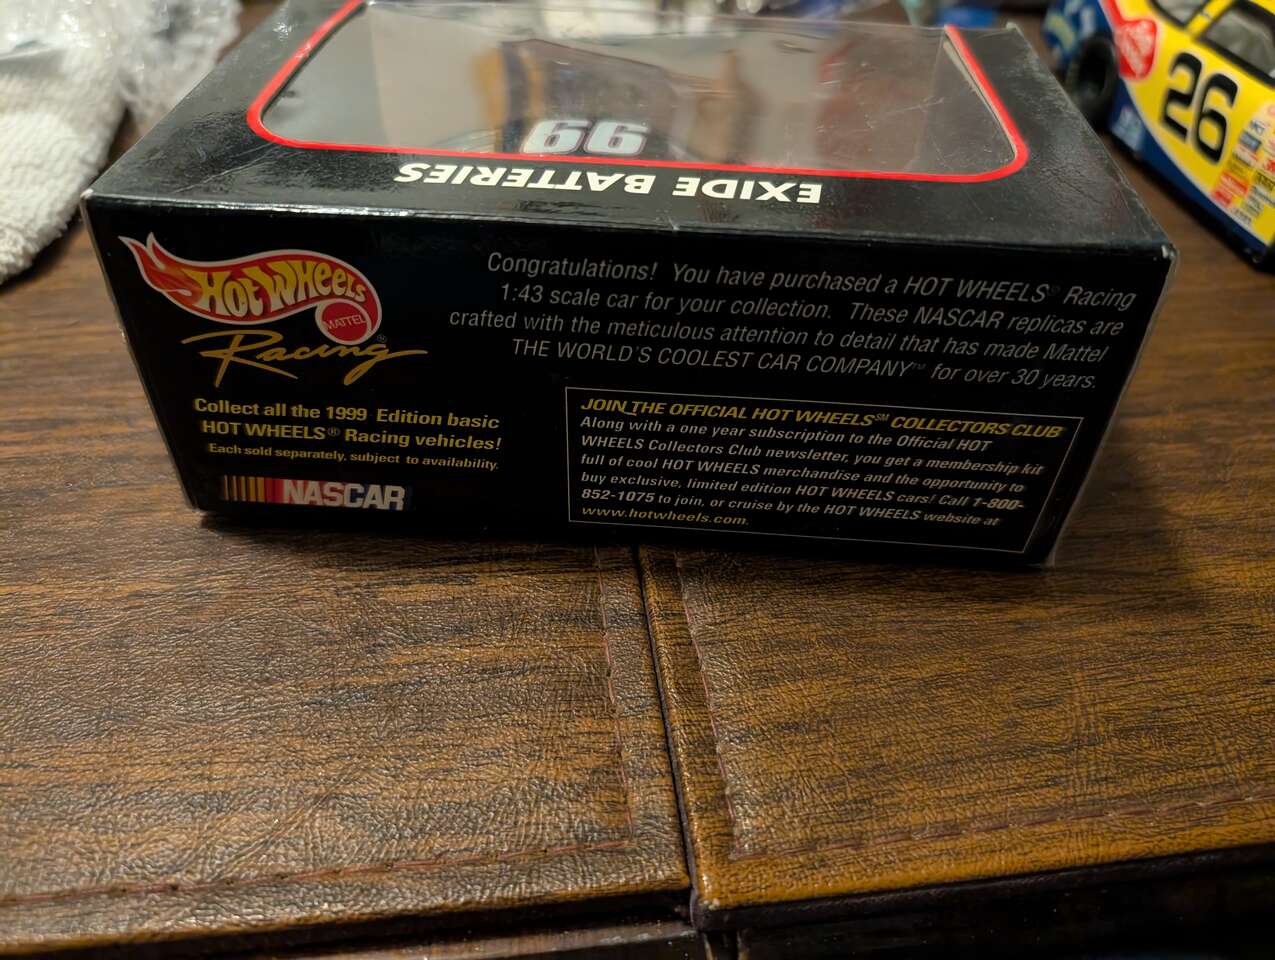 99
EXIDE BATTERIES
HOT WHEELS
MATTEL
®
Racing
Congratulations! You have purchased a HOT WHEELS® Racing
1:43 scale car for your collection. These NASCAR replicas are
crafted with the meticulous attention to detail that has made Mattel
THE WORLD'S COOLEST CAR COMPANY™ for over 30 years.
Collect all the 1999 Edition basic
HOT WHEELS® Racing vehicles!
Each sold separately, subject to availability.
NASCAR
JOIN THE OFFICIAL HOT WHEELS℠ COLLECTORS CLUB
Along with a one year subscription to the Official HOT
WHEELS Collectors Club newsletter, you get a membership kit
full of cool HOT WHEELS merchandise and the opportunity to
buy exclusive, limited edition HOT WHEELS cars! Call 1-800-
852-1075 to join, or cruise by the HOT WHEELS website at
www.hotwheels.com.
26